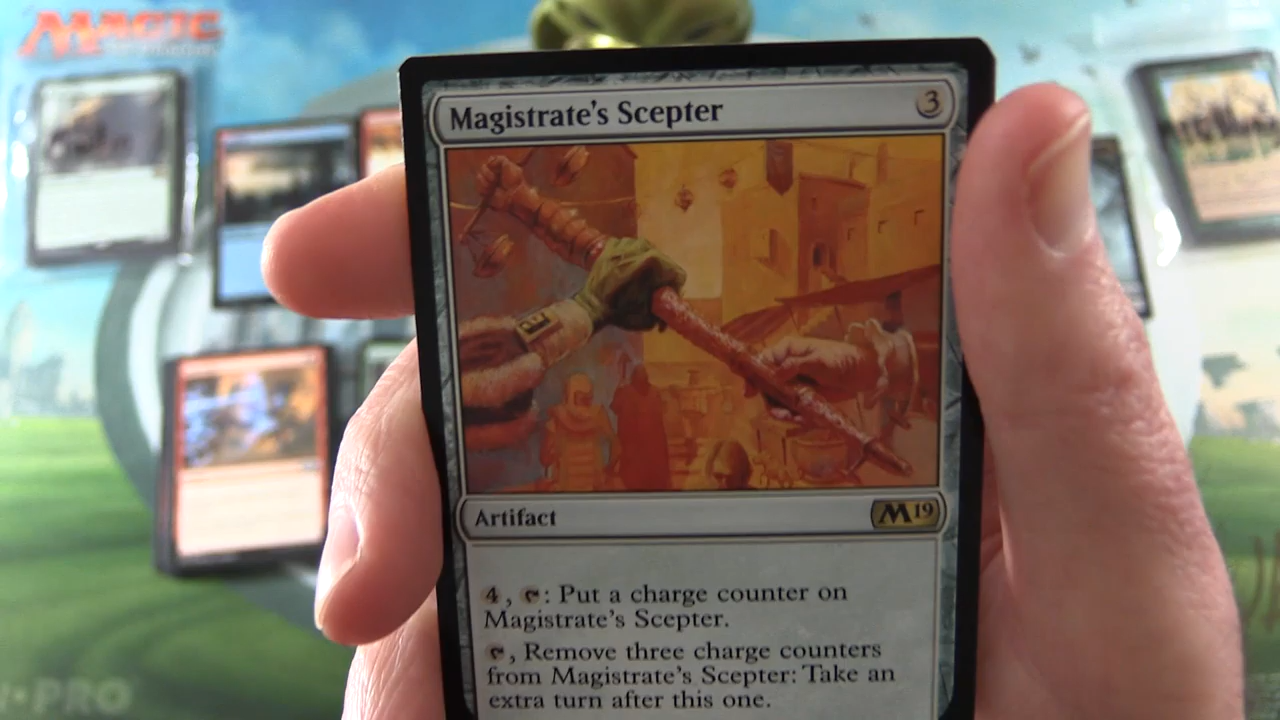 MAGIC
Magistrate's Scepter 3
Artifact M19
4, : Put a charge counter on
Magistrate's Scepter.
, Remove three charge counters
from Magistrate's Scepter: Take an
extra turn after this one.
PRO